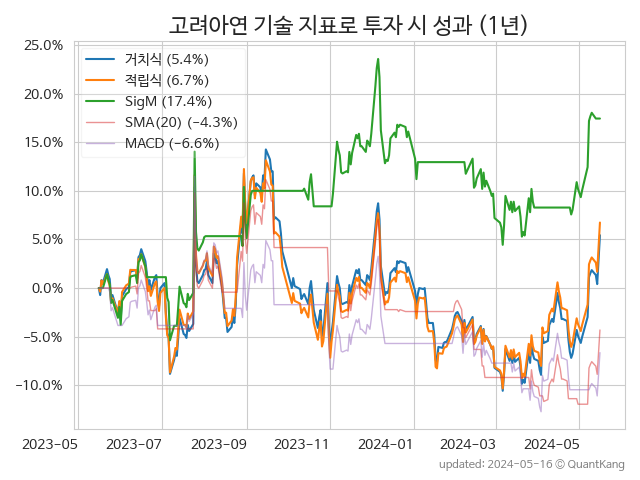 고려아연 기술 지표로 투자 시 성과 (1년)
25.0%
20.0%
15.0%
10.0%
5.0%
0.0%
−5.0%
−10.0%
거치식 (5.4%)
적립식 (6.7%)
SigM (17.4%)
SMA(20) (−4.3%)
MACD (−6.6%)
2023-05 2023-07 2023-09 2023-11 2024-01 2024-03 2024-05
updated: 2024-05-16 ⓒ QuantKang